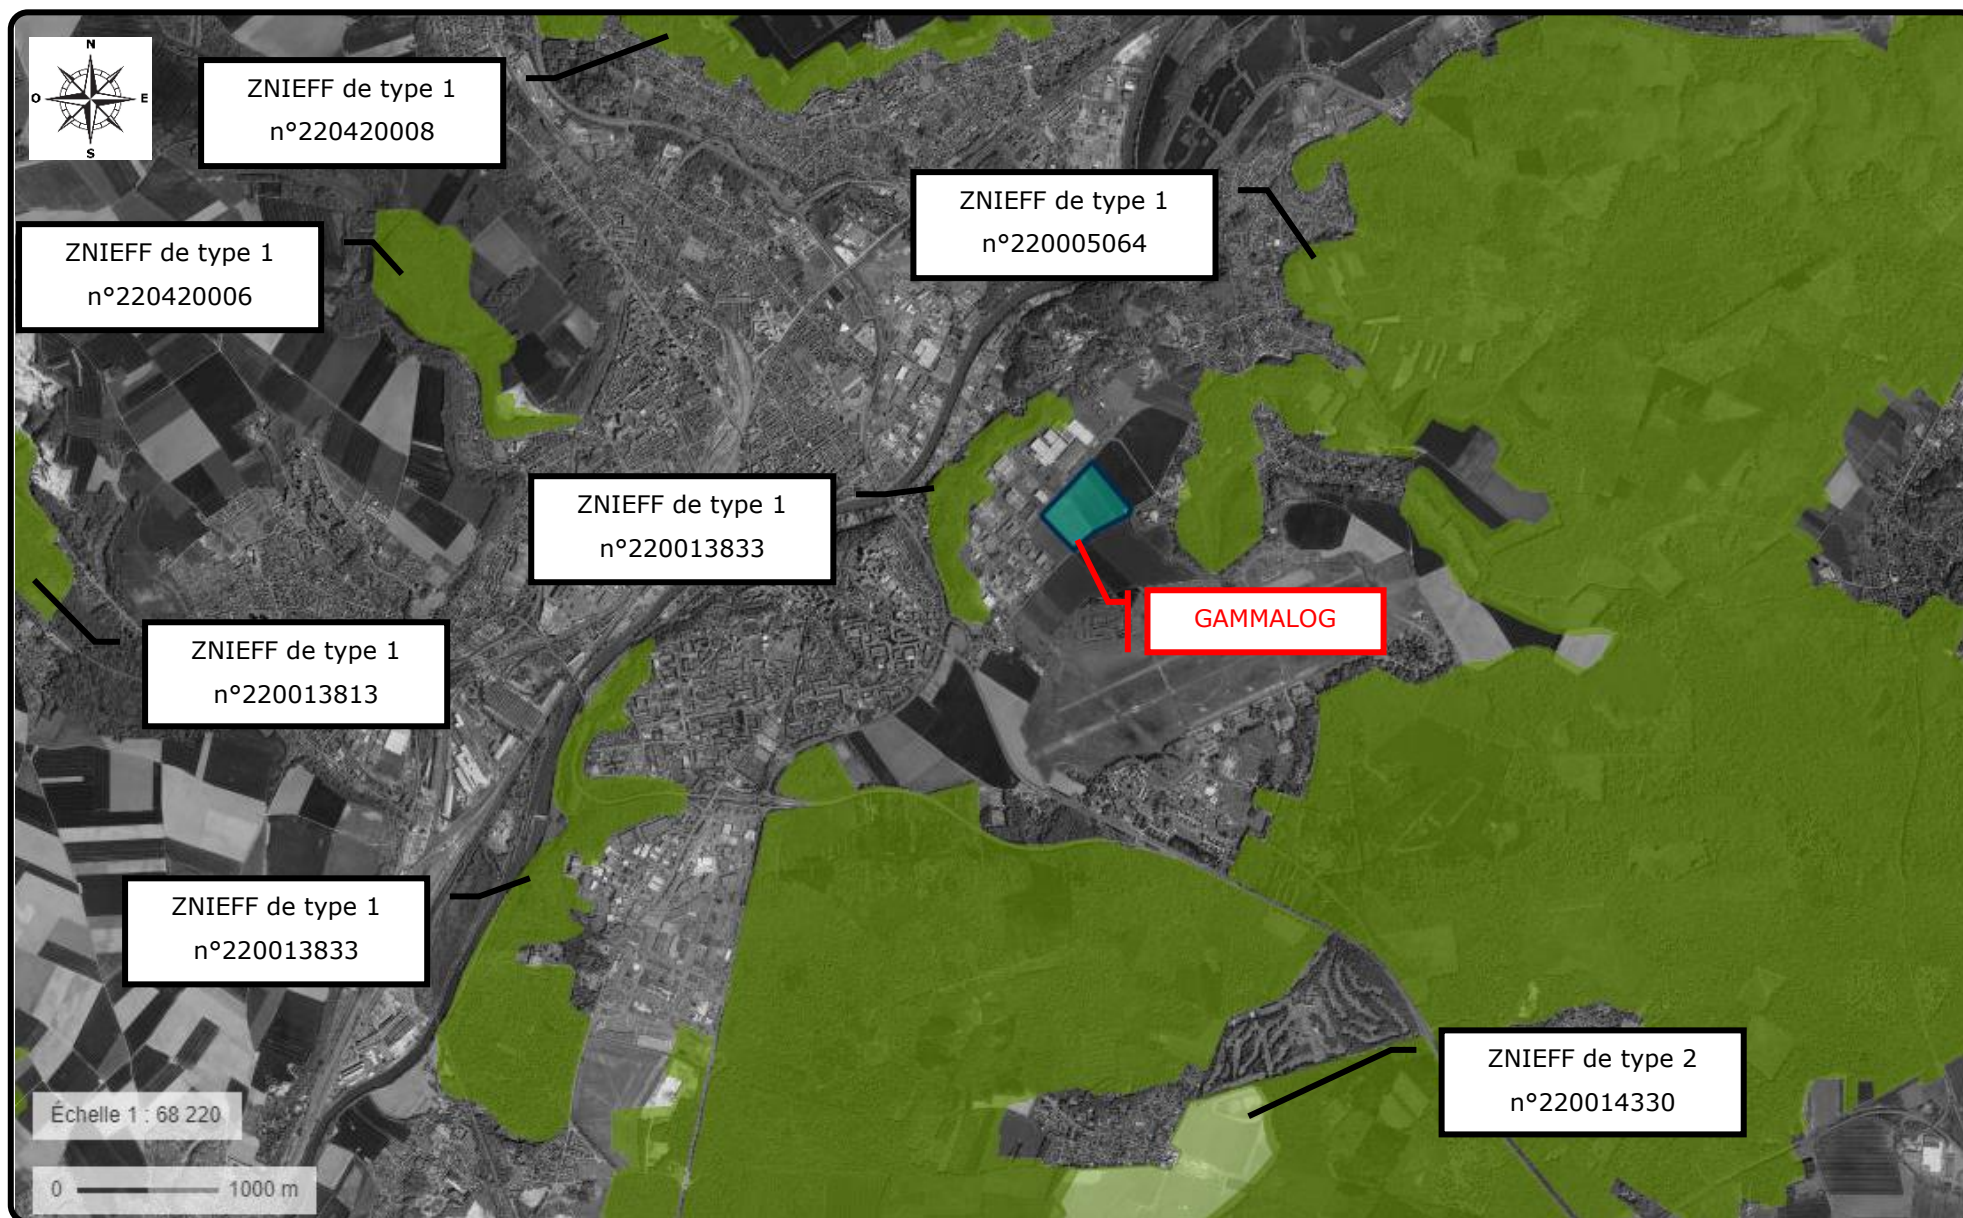 N
O
E
S
ZNIEFF de type 1
n°220420008
ZNIEFF de type 1
n°220005064
ZNIEFF de type 1
n°220420006
ZNIEFF de type 1
n°220013833
GAMMALOG
ZNIEFF de type 1
n°220013813
ZNIEFF de type 1
n°220013833
ZNIEFF de type 2
n°220014330
Échelle 1 : 68 220
0 1000 m